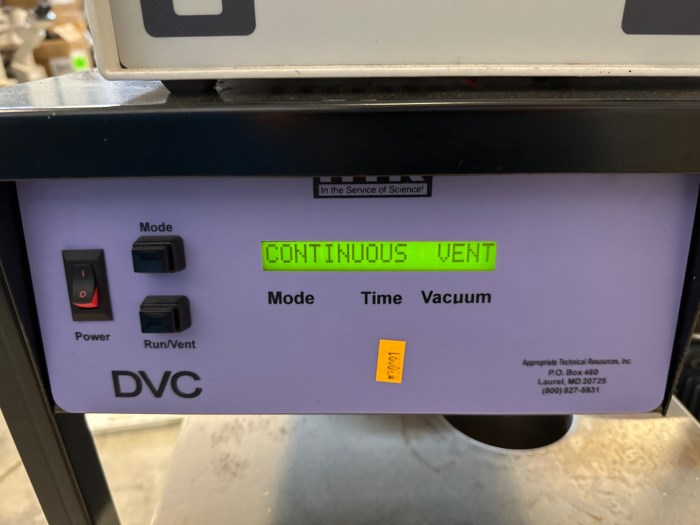 In the Service of Science!
Mode
CONTINUOUS VENT
Mode Time Vacuum
I
O
Power
Run/Vent
DVC
Appropriate Technical Resources, Inc.
P.O. Box 460
Laurel, MD 20725
(800) 827-5931